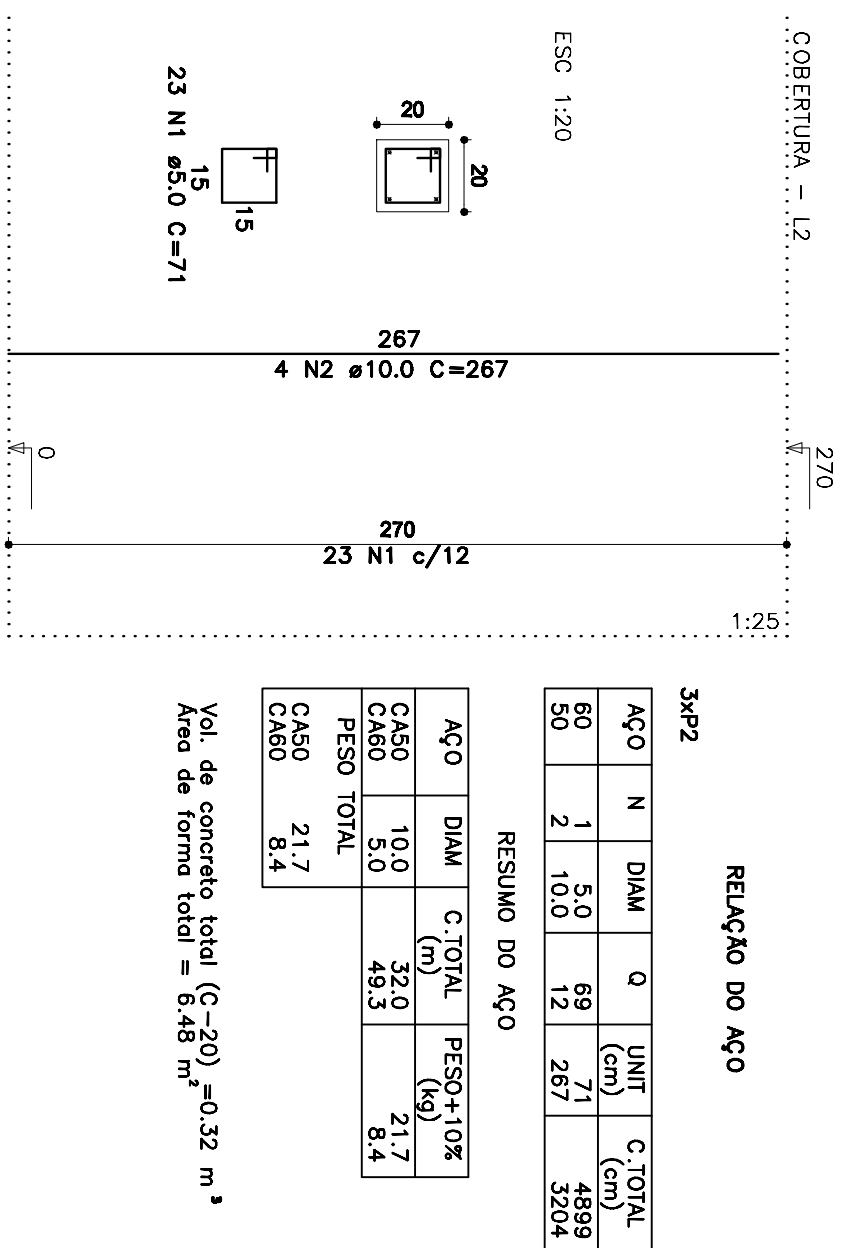 COBERTURA - L2
ESC 1:20
20
20
15
15
23 N1 ø5.0 C=71
267
4 N2 ø10.0 C=267
270
0
270
23 N1 c/12
1:25
RELAÇÃO DO AÇO
3xP2
AÇO N DIAM Q UNIT (cm) C.TOTAL (cm)
60 1 5.0 69 71 4899
50 2 10.0 12 267 3204
RESUMO DO AÇO
AÇO DIAM C.TOTAL (m) PESO+10% (kg)
CA50 10.0 32.0 21.7
CA60 5.0 49.3 8.4
PESO TOTAL
CA50 21.7
CA60 8.4
Vol. de concreto total (C-20) =0.32 m³
Área de forma total = 6.48 m²